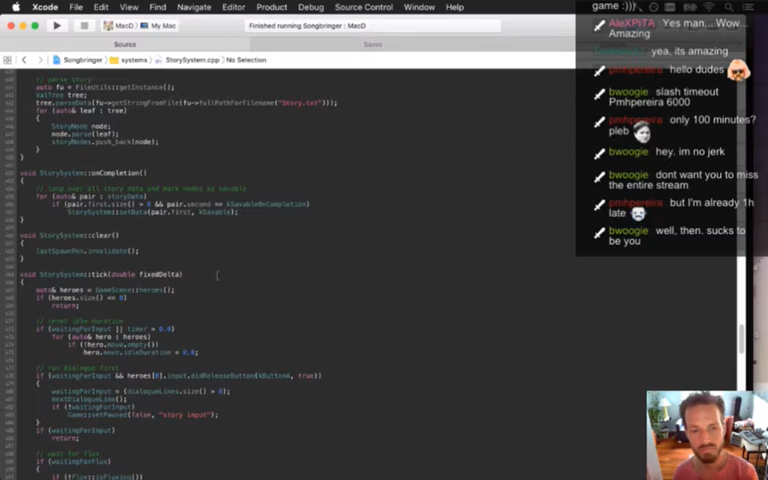 Xcode File Edit View Find Navigate Editor Product Debug Source Control Window Help
game :)))
MacD My Mac
Finished running Songbringer : MacD
Source
Saves
Songbringer systems StorySystem.cpp No Selection
// parse story
auto fu = FileUtils::getInstance();
ValTree tree;
tree.parseData(fu->getStringFromFile(fu->fullPathForFilename("Story.txt")));
for (auto& leaf : tree)
{
StoryNode node;
node.parse(leaf);
storyNodes.push_back(node);
}
}
void StorySystem::onCompletion()
{
// loop over all story data and mark nodes as savable
for (auto& pair : storyData)
if (pair.first.size() > 0 && pair.second == kSavableOnCompletion)
StorySystem::setData(pair.first, kSavable);
}
void StorySystem::clear()
{
lastSpawnPos.invalidate();
}
void StorySystem::tick(double fixedDelta)
{
auto& heroes = GameScene::heroes();
if (heroes.size() <= 0)
return;
// reset idle duration
if (waitingForInput || timer > 0.0)
for (auto& hero : heroes)
if (!hero.move.empty())
hero.move.idleDuration = 0.0;
// run dialogue first
if (waitingForInput && heroes[0].input.didReleaseButton(kButtonA, true))
{
waitingForInput = (dialogueLines.size() > 0);
nextDialogueLine();
if (!waitingForInput)
Game::setPaused(false, "story input");
}
if (waitingForInput)
return;
// wait for flux
if (waitingForFlux)
{
if (!Flux::isFluxing())
AleXPITA Yes man... Wow...
Amazing
yea, its amazing
pmhpereira: hello dudes
bwoogie slash timeout
Pmhpereira 6000
pmhpereira: only 100 minutes?
pleb
bwoogie hey. im no jerk
bwoogie dont want you to miss
the entire stream
pmhpereira: but I'm already 1h
late
bwoogie well, then. sucks to
be you